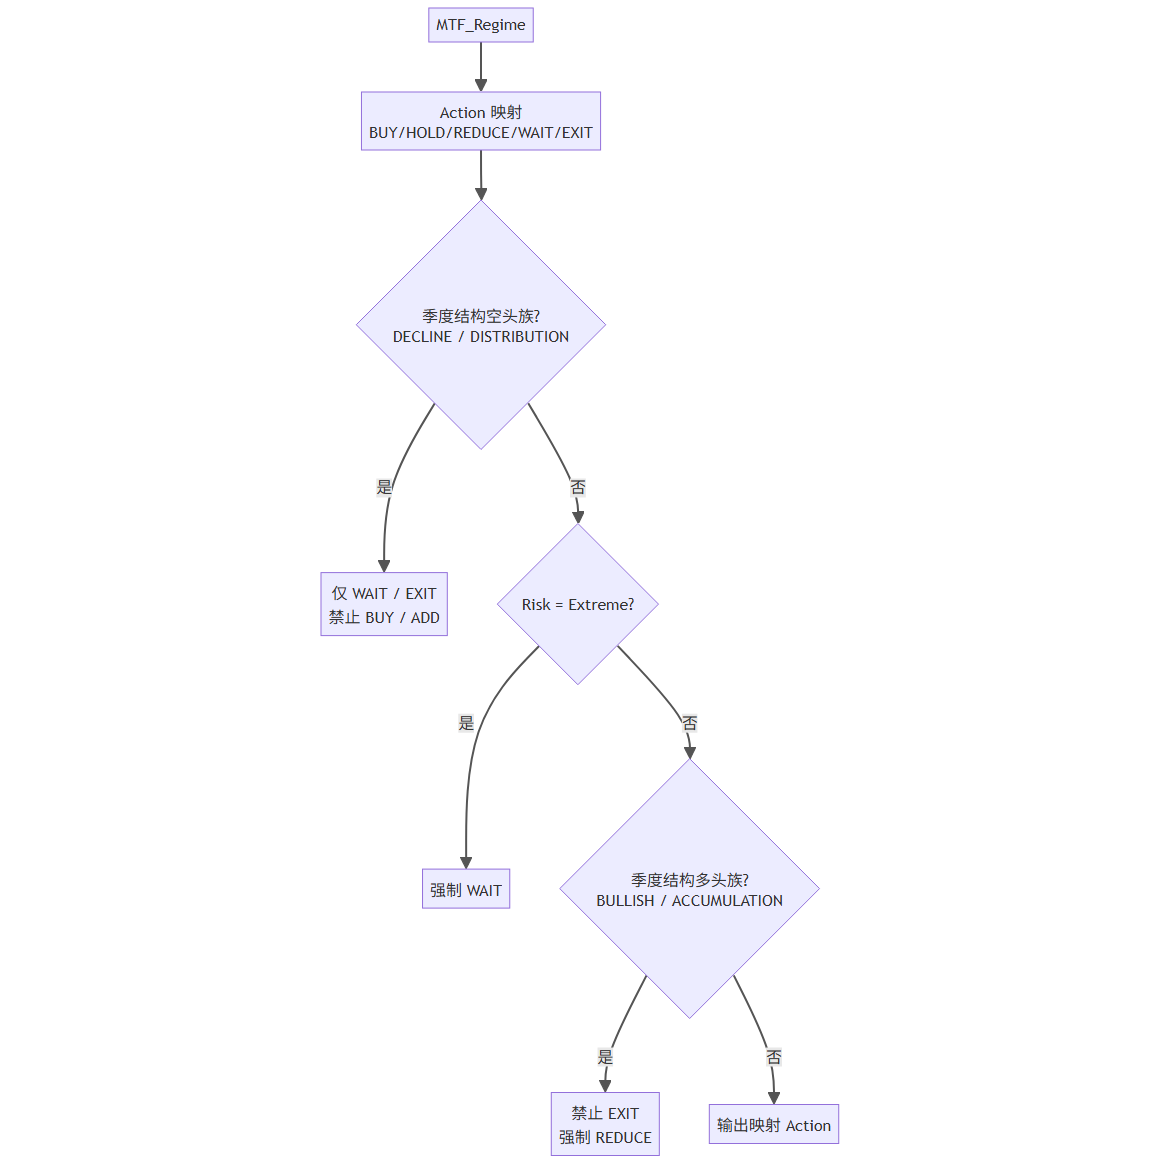 MTF_Regime
Action 映射
BUY/HOLD/REDUCE/WAIT/EXIT
季度结构空头族?
DECLINE / DISTRIBUTION
是
否
仅 WAIT / EXIT
禁止 BUY / ADD
Risk = Extreme?
是
否
强制 WAIT
季度结构多头族?
BULLISH / ACCUMULATION
是
否
禁止 EXIT
强制 REDUCE
输出映射 Action